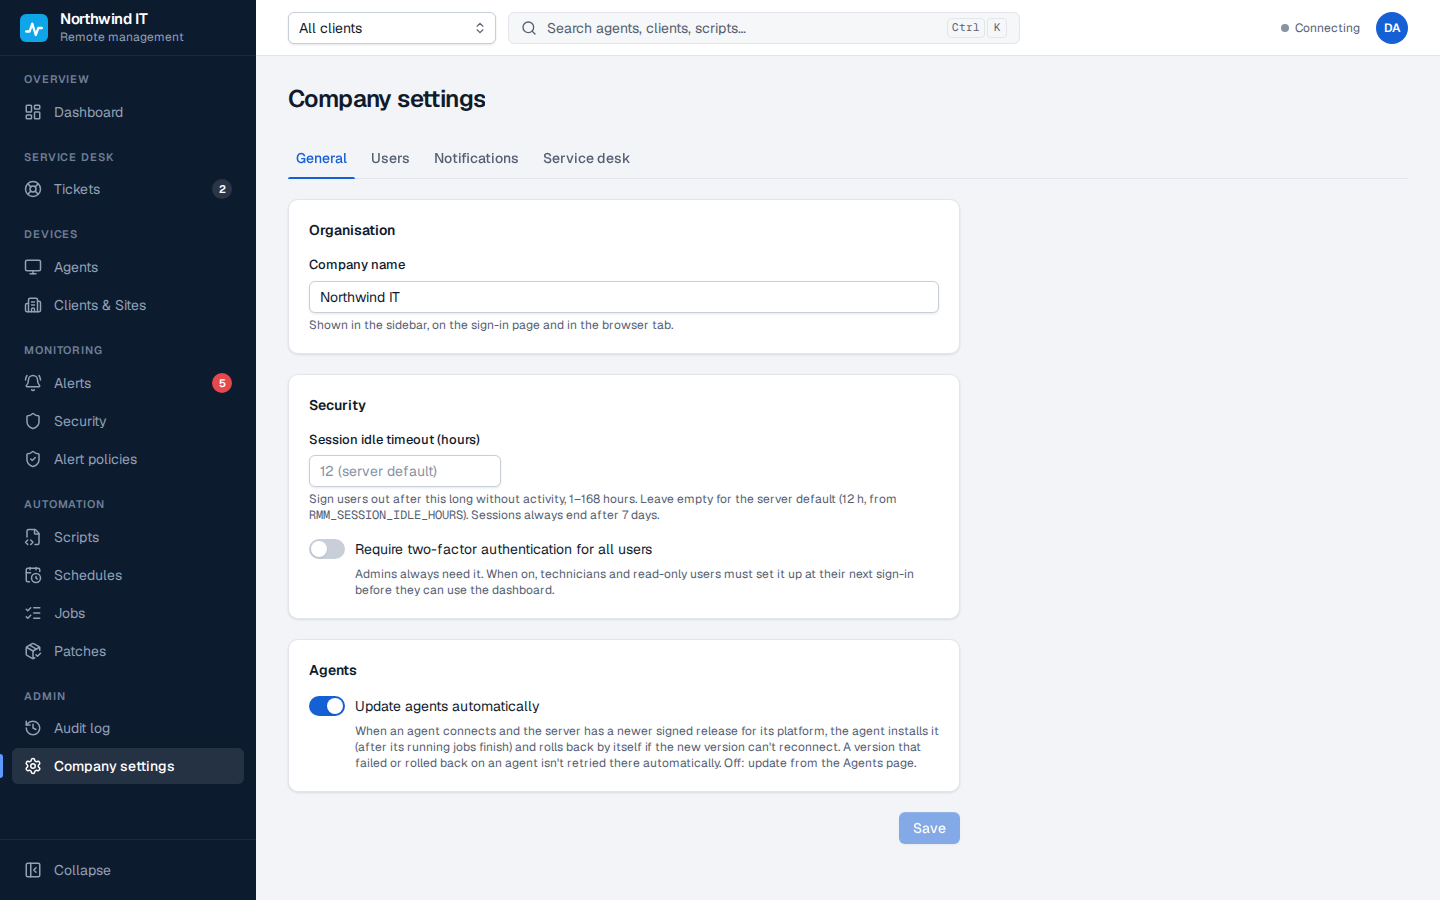 Northwind IT
Remote management
All clients
Search agents, clients, scripts...
Ctrl K
Connecting
DA
OVERVIEW
Dashboard
SERVICE DESK
Tickets 2
DEVICES
Agents
Clients & Sites
MONITORING
Alerts 5
Security
Alert policies
AUTOMATION
Scripts
Schedules
Jobs
Patches
ADMIN
Audit log
Company settings
Collapse
Company settings
General Users Notifications Service desk
Organisation
Company name
Northwind IT
Shown in the sidebar, on the sign-in page and in the browser tab.
Security
Session idle timeout (hours)
12 (server default)
Sign users out after this long without activity, 1–168 hours. Leave empty for the server default (12 h, from
RMM_SESSION_IDLE_HOURS). Sessions always end after 7 days.
Require two-factor authentication for all users
Admins always need it. When on, technicians and read-only users must set it up at their next sign-in
before they can use the dashboard.
Agents
Update agents automatically
When an agent connects and the server has a newer signed release for its platform, the agent installs it
(after its running jobs finish) and rolls back by itself if the new version can't reconnect. A version that
failed or rolled back on an agent isn't retried there automatically. Off: update from the Agents page.
Save